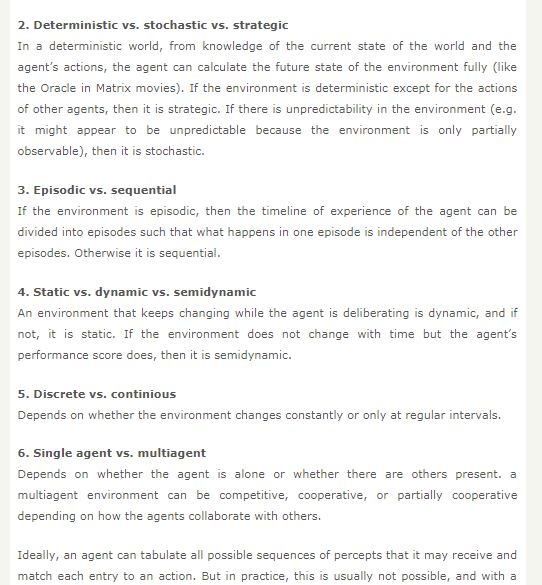 2. Deterministic vs. stochastic vs. strategic
In a deterministic world, from knowledge of the current state of the world and the
agent’s actions, the agent can calculate the future state of the environment fully (like
the Oracle in Matrix movies). If the environment is deterministic except for the actions
of other agents, then it is strategic. If there is unpredictability in the environment (e.g.
it might appear to be unpredictable because the environment is only partially
observable), then it is stochastic.
3. Episodic vs. sequential
If the environment is episodic, then the timeline of experience of the agent can be
divided into episodes such that what happens in one episode is independent of the other
episodes. Otherwise it is sequential.
4. Static vs. dynamic vs. semidynamic
An environment that keeps changing while the agent is deliberating is dynamic, and if
not, it is static. If the environment does not change with time but the agent’s
performance score does, then it is semidynamic.
5. Discrete vs. continious
Depends on whether the environment changes constantly or only at regular intervals.
6. Single agent vs. multiagent
Depends on whether the agent is alone or whether there are others present. a
multiagent environment can be competitive, cooperative, or partially cooperative
depending on how the agents collaborate with others.
Ideally, an agent can tabulate all possible sequences of percepts that it may receive and
match each entry to an action. But in practice, this is usually not possible, and with a